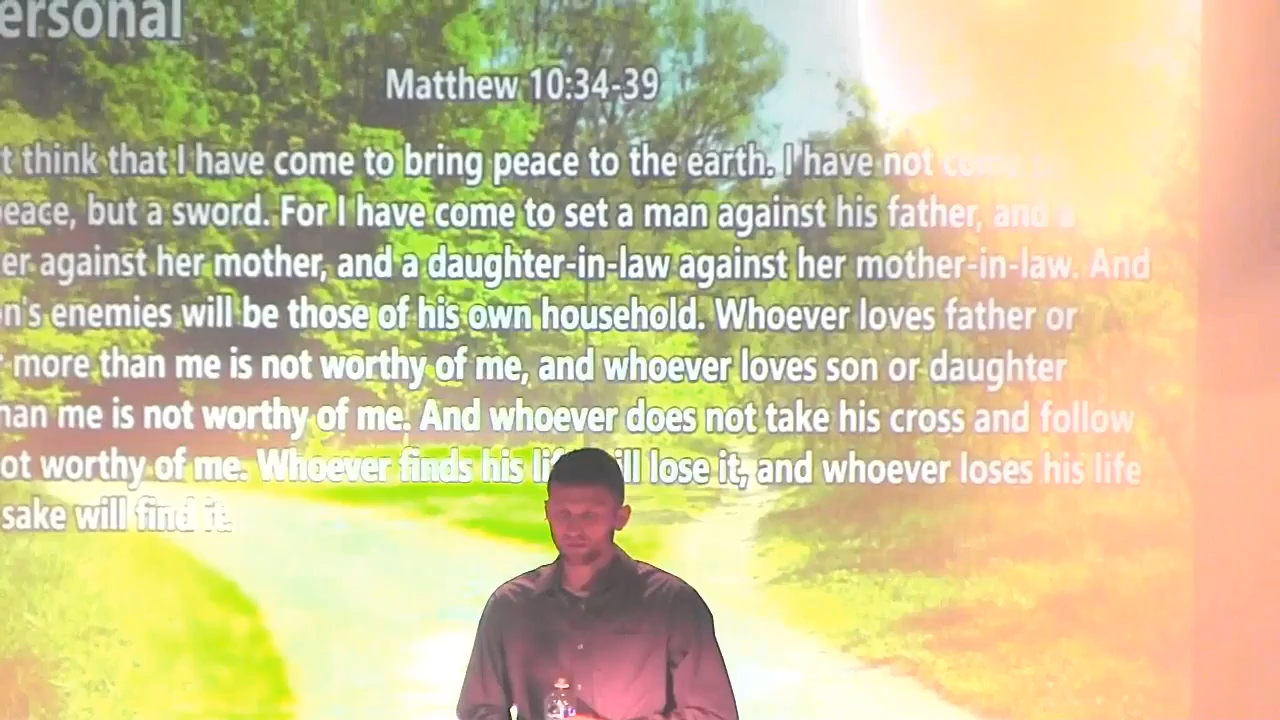 ersonal
Matthew 10:34-39
t think that I have come to bring peace to the earth. I have not come to
peace, but a sword. For I have come to set a man against his father, and a
er against her mother, and a daughter-in-law against her mother-in-law. And
n's enemies will be those of his own household. Whoever loves father or
more than me is not worthy of me, and whoever loves son or daughter
han me is not worthy of me. And whoever does not take his cross and follow
ot worthy of me. Whoever finds his life will lose it, and whoever loses his life
sake will find it.